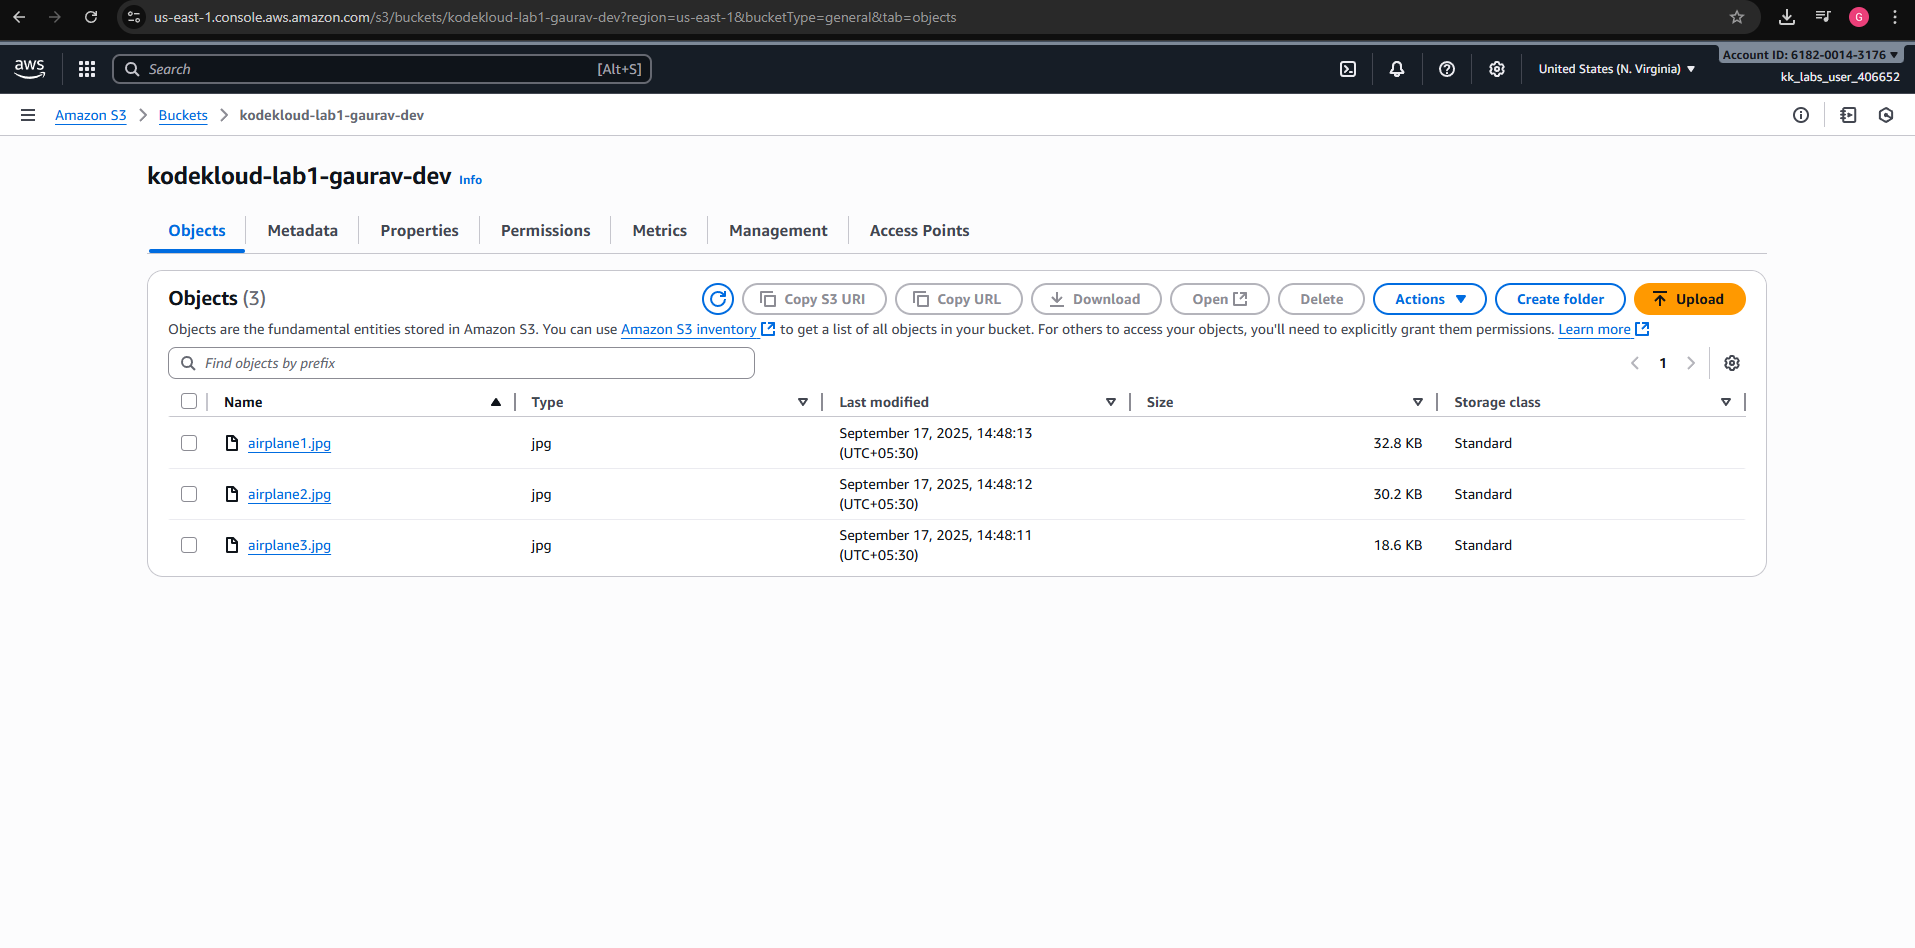 us-east-1.console.aws.amazon.com/s3/buckets/kodekloud-lab1-gaurav-dev?region=us-east-1&bucketType=general&tab=objects
G
aws
Search
[Alt+S]
United States (N. Virginia)
Account ID: 6182-0014-3176
kk_labs_user_406652
Amazon S3
Buckets
kodekloud-lab1-gaurav-dev
kodekloud-lab1-gaurav-dev Info
Objects
Metadata
Properties
Permissions
Metrics
Management
Access Points
Objects (3)
Copy S3 URI
Copy URL
Download
Open
Delete
Actions
Create folder
Upload
Objects are the fundamental entities stored in Amazon S3. You can use Amazon S3 inventory to get a list of all objects in your bucket. For others to access your objects, you'll need to explicitly grant them permissions. Learn more
Find objects by prefix
1
Name
Type
Last modified
Size
Storage class
airplane1.jpg
jpg
September 17, 2025, 14:48:13
(UTC+05:30)
32.8 KB
Standard
airplane2.jpg
jpg
September 17, 2025, 14:48:12
(UTC+05:30)
30.2 KB
Standard
airplane3.jpg
jpg
September 17, 2025, 14:48:11
(UTC+05:30)
18.6 KB
Standard